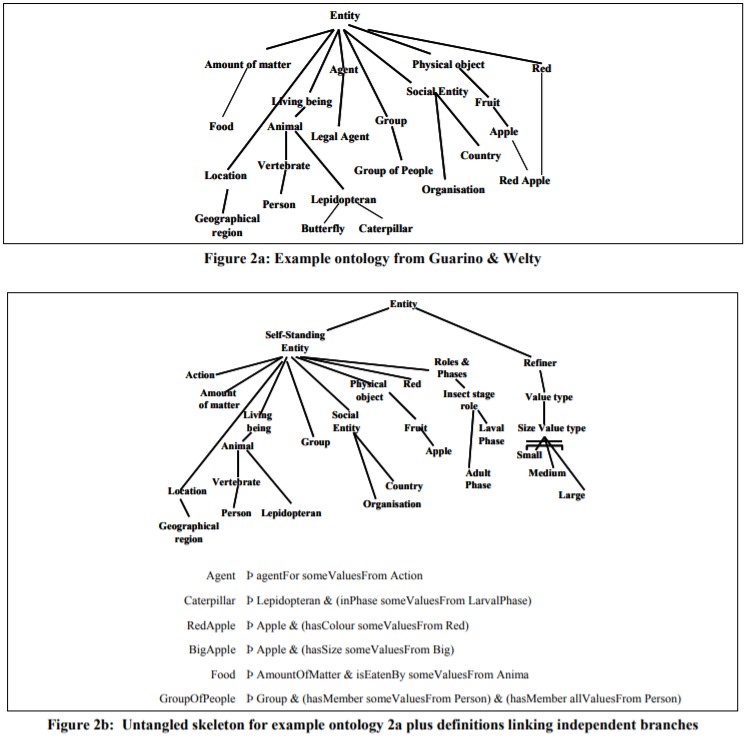 Entity
Amount of matter
Agent
Physical object
Red
Living being
Social Entity
Fruit
Food
Animal
Legal Agent
Group
Apple
Location
Vertebrate
Group of People
Country
Red Apple
Person
Lepidopteran
Organisation
Geographical
region
Butterfly
Caterpillar
Figure 2a: Example ontology from Guarino & Welty
Entity
Self-Standing
Entity
Roles &
Phases
Refiner
Action
Amount
of matter
Physical
object
Red
Insect stage
role
Value type
Living
being
Social
Entity
Fruit
Laval
Phase
Size Value type
Animal
Group
Apple
Small
Medium
Large
Location
Vertebrate
Country
Adult
Phase
Person
Lepidopteran
Organisation
Geographical
region
Agent Þ agentFor someValuesFrom Action
Caterpillar Þ Lepidopteran & (inPhase someValuesFrom LarvalPhase)
RedApple Þ Apple & (hasColour someValuesFrom Red)
BigApple Þ Apple & (hasSize someValuesFrom Big)
Food Þ AmountOfMatter & isEatenBy someValuesFrom Anima
GroupOfPeople Þ Group & (hasMember someValuesFrom Person) & (hasMember allValuesFrom Person)
Figure 2b: Untangled skeleton for example ontology 2a plus definitions linking independent branches